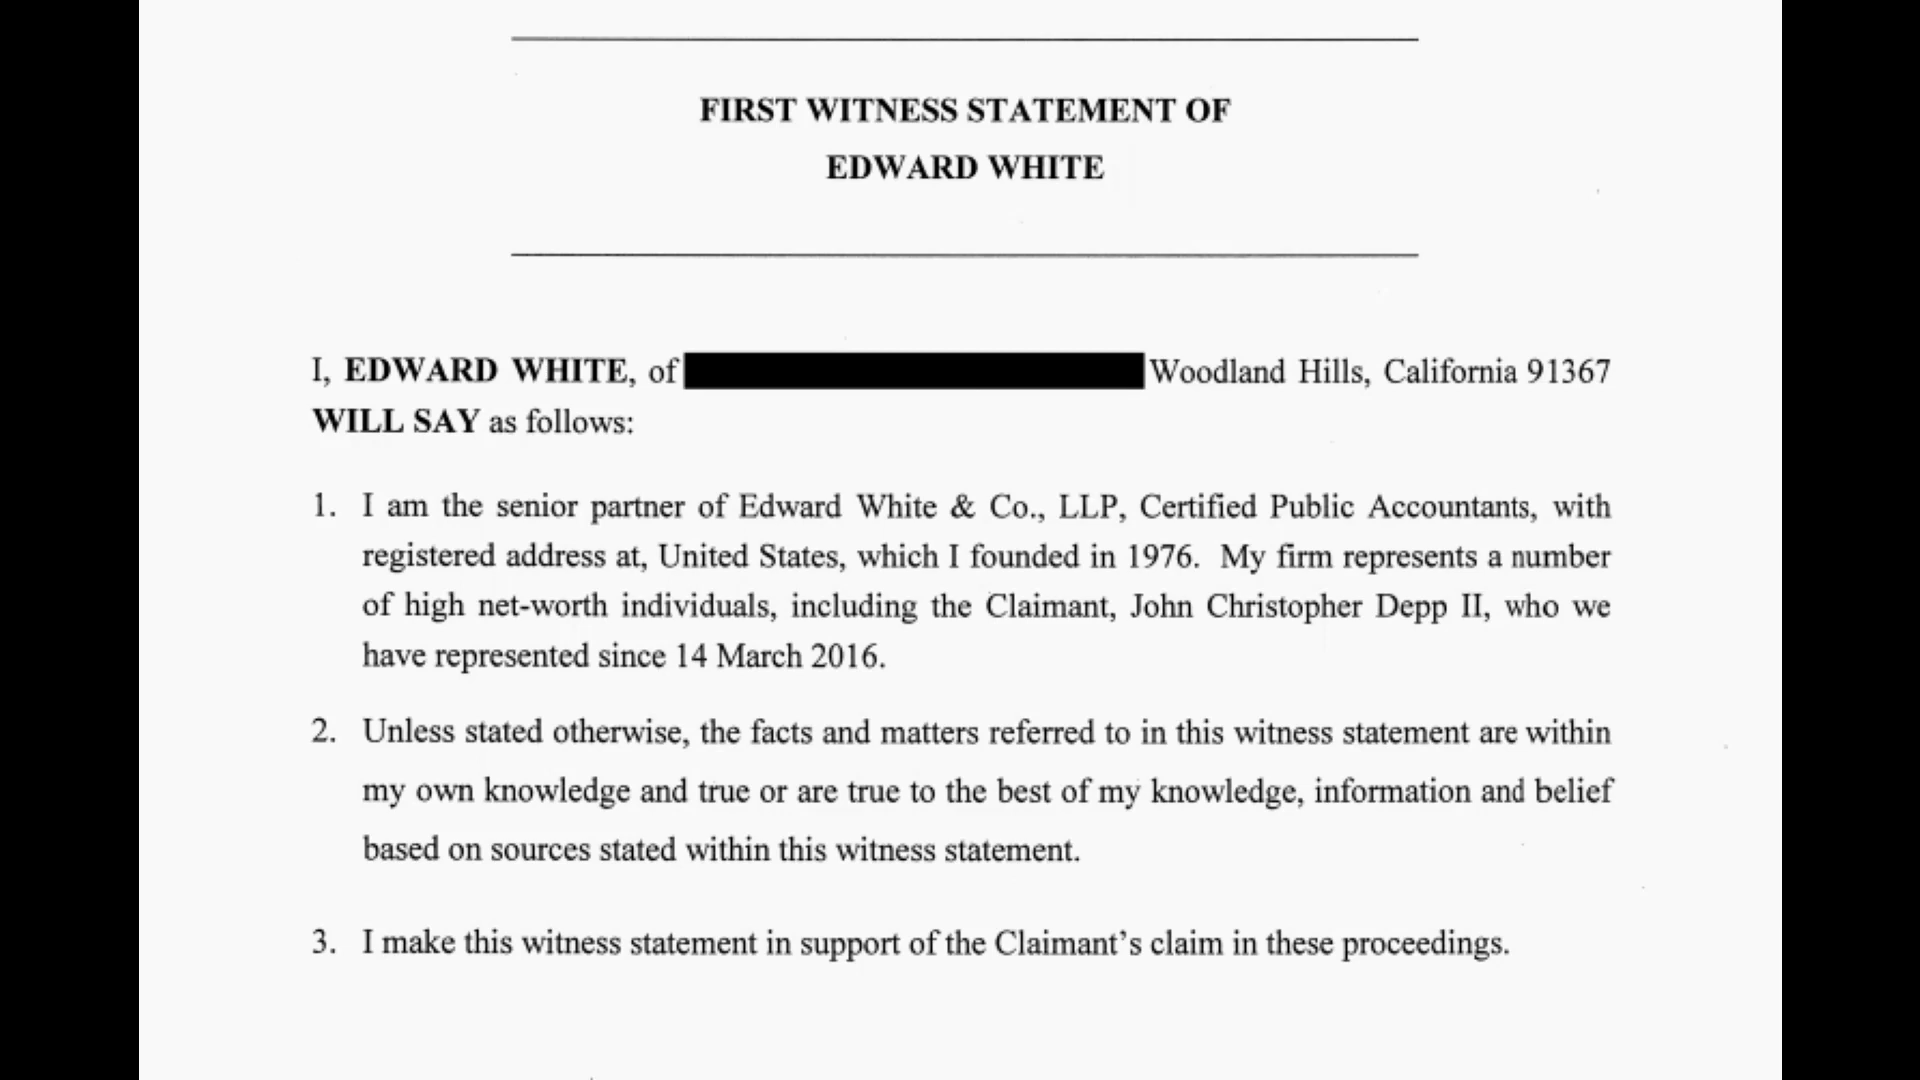 FIRST WITNESS STATEMENT OF
EDWARD WHITE
I, EDWARD WHITE, of Woodland Hills, California 91367
WILL SAY as follows:
1. I am the senior partner of Edward White & Co., LLP, Certified Public Accountants, with
registered address at, United States, which I founded in 1976. My firm represents a number
of high net-worth individuals, including the Claimant, John Christopher Depp II, who we
have represented since 14 March 2016.
2. Unless stated otherwise, the facts and matters referred to in this witness statement are within
my own knowledge and true or are true to the best of my knowledge, information and belief
based on sources stated within this witness statement.
3. I make this witness statement in support of the Claimant’s claim in these proceedings.